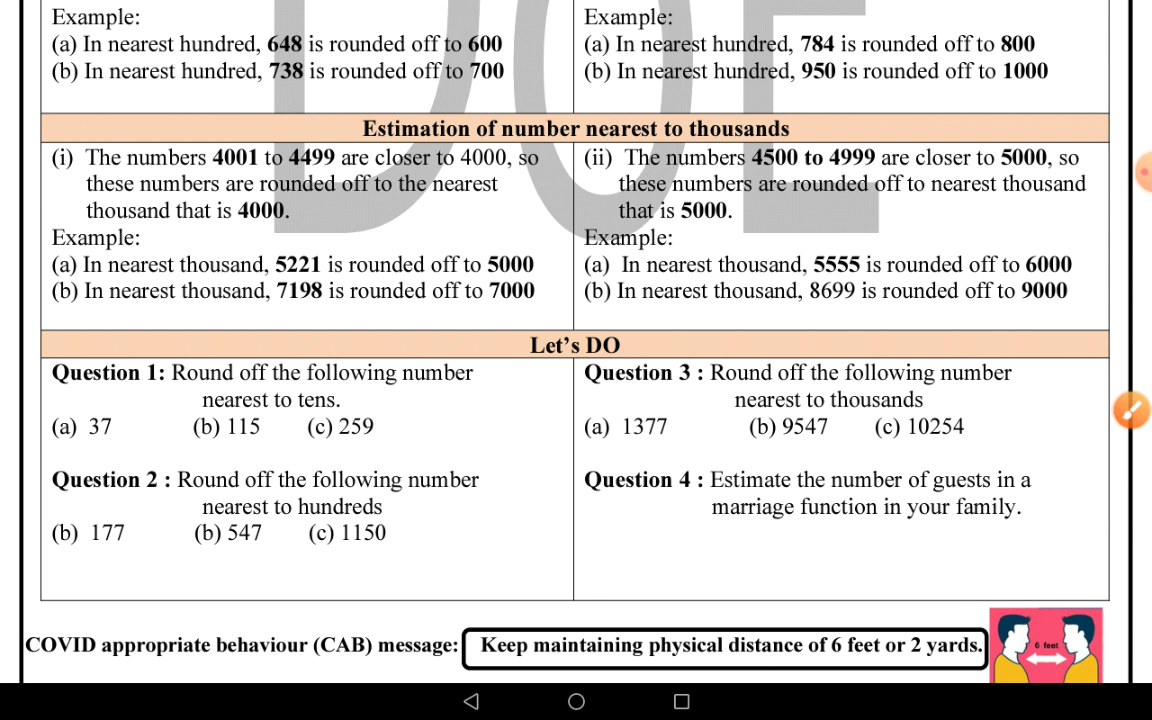 Example:
(a) In nearest hundred, 648 is rounded off to 600
(b) In nearest hundred, 738 is rounded off to 700
Example:
(a) In nearest hundred, 784 is rounded off to 800
(b) In nearest hundred, 950 is rounded off to 1000
Estimation of number nearest to thousands
(i) The numbers 4001 to 4499 are closer to 4000, so
these numbers are rounded off to the nearest
thousand that is 4000.
Example:
(a) In nearest thousand, 5221 is rounded off to 5000
(b) In nearest thousand, 7198 is rounded off to 7000
(ii) The numbers 4500 to 4999 are closer to 5000, so
these numbers are rounded off to nearest thousand
that is 5000.
Example:
(a) In nearest thousand, 5555 is rounded off to 6000
(b) In nearest thousand, 8699 is rounded off to 9000
Let's DO
Question 1: Round off the following number
nearest to tens.
(a) 37 (b) 115 (c) 259
Question 2 : Round off the following number
nearest to hundreds
(b) 177 (b) 547 (c) 1150
Question 3 : Round off the following number
nearest to thousands
(a) 1377 (b) 9547 (c) 10254
Question 4 : Estimate the number of guests in a
marriage function in your family.
COVID appropriate behaviour (CAB) message: Keep maintaining physical distance of 6 feet or 2 yards.
6 feet
DOE